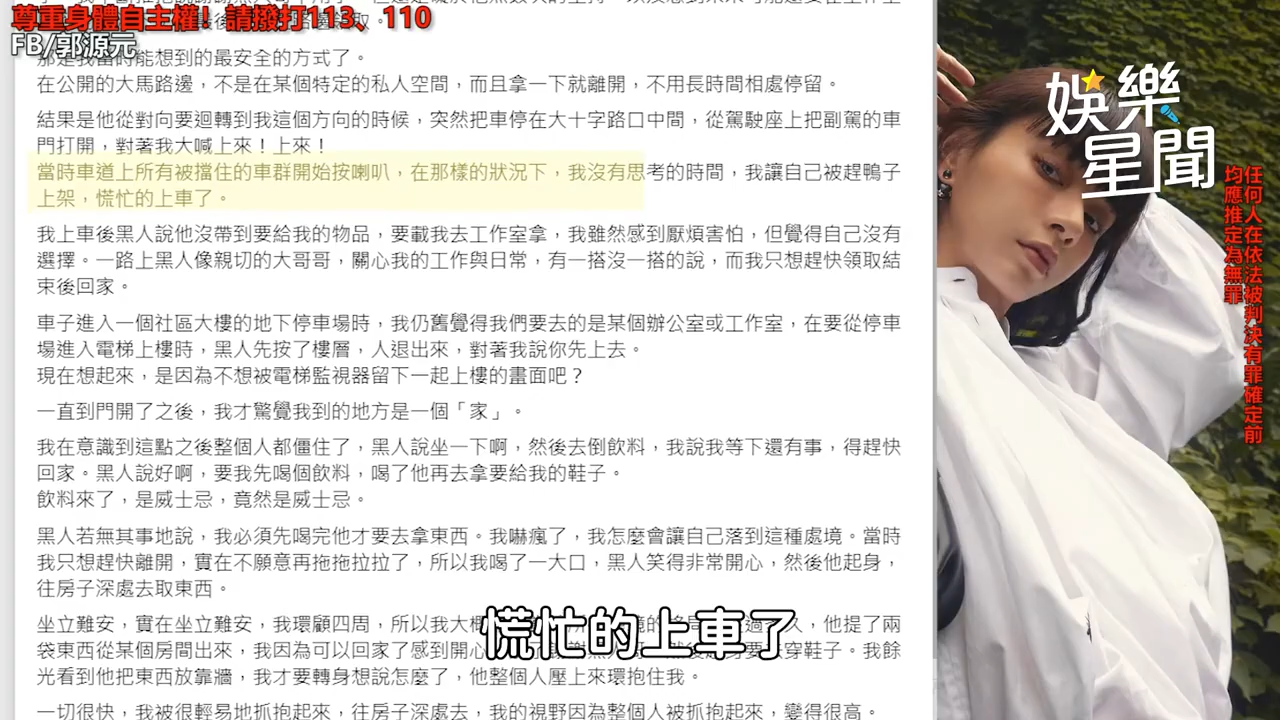 尊重身體自主權! 請撥打113、110
FB/郭源元
那是我當時能想到的最安全的方式了。
在公開的大馬路邊，不是在某個特定的私人空間，而且拿一下就離開，不用長時間相處停留。
結果是他從對向要迴轉到我這個方向的時候，突然把車停在大十字路口中間，從駕駛座上把副駕的車
門打開，對著我大喊上來！上來！
當時車道上所有被擋住的車群開始按喇叭，在那樣的狀況下，我沒有思考的時間，我讓自己被趕鴨子
上架，慌忙的上車了。
我上車後黑人說他沒帶到要給我的物品，要載我去工作室拿，我雖然感到厭煩害怕，但覺得自己沒有
選擇。一路上黑人像親切的大哥哥，關心我的工作與日常，有一搭沒一搭的說，而我只想趕快領取結
束後回家。
車子進入一個社區大樓的地下停車場時，我仍舊覺得我們要去的是某個辦公室或工作室，在要從停車
場進入電梯上樓時，黑人先按了樓層，人退出來，對著我說你先上去。
現在想起來，是因為不想被電梯監視器留下一起上樓的畫面吧？
一直到門開了之後，我才驚覺我到的地方是一個「家」。
我在意識到這點之後整個人都僵住了，黑人說坐一下啊，然後去倒飲料，我說我等下還有事，得趕快
回家。黑人說好啊，要我先喝個飲料，喝了他再去拿要給我的鞋子。
飲料來了，是威士忌，竟然是威士忌。
黑人若無其事地說，我必須先喝完他才要去拿東西。我嚇瘋了，我怎麼會讓自己落到這種處境。當時
我只想趕快離開，實在不願意再拖拖拉拉了，所以我喝了一大口，黑人笑得非常開心，然後他起身，
往房子深處去取東西。
坐立難安，實在坐立難安，我環顧四周，所以我大概 久，他提了兩
袋東西從某個房間出來，我因為可以回家了感到開心 穿鞋子。我餘
光看到他把東西放靠牆，我才要轉身想說怎麼了，他整個人壓上來環抱住我。
一切很快，我被很輕易地抓抱起來，往房子深處去，我的視野因為整個人被抓抱起來，變得很高。
慌忙的上車了
娛樂
星聞
任何人在依法被判決有罪確定前
均應推定為無罪